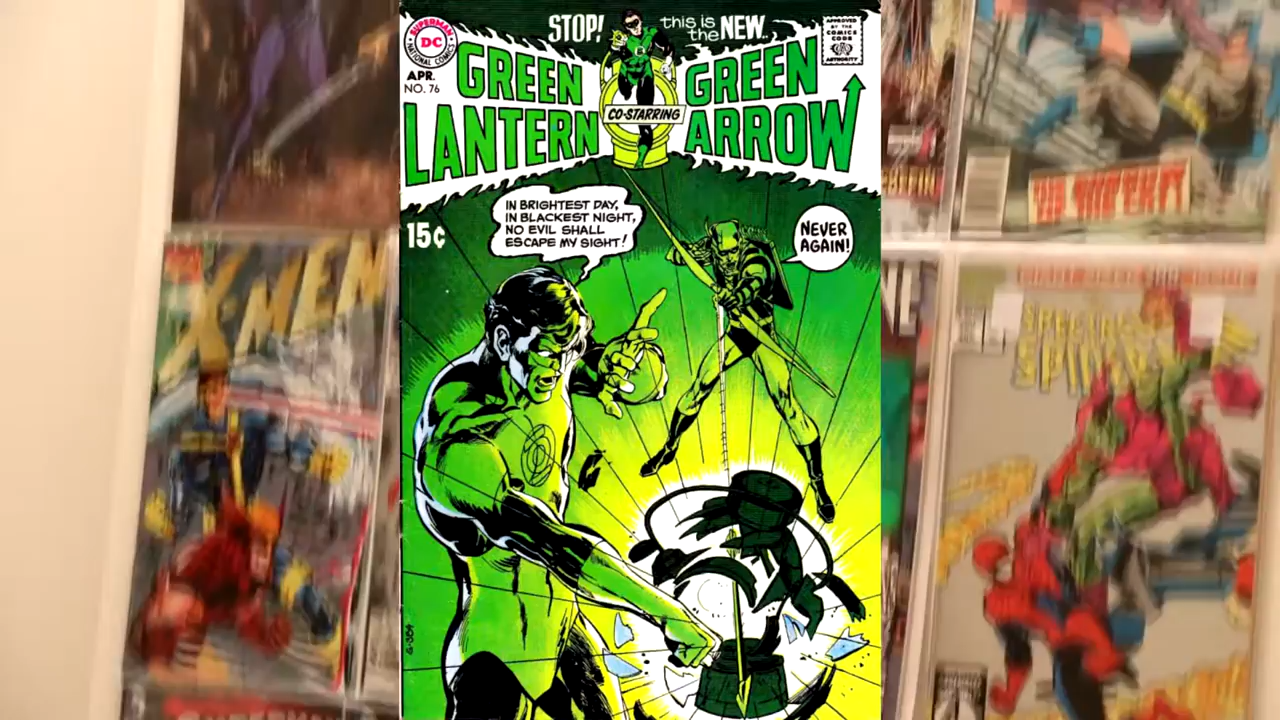 STOP!
this is
the NEW..
SUPERMAN
DC
NATIONAL COMICS
APPROVED
BY THE
COMICS
CODE
AUTHORITY
APR.
NO. 76
GREEN
LANTERN
CO-STARRING
GREEN
ARROW
15¢
IN BRIGHTEST DAY,
IN BLACKEST NIGHT,
NO EVIL SHALL
ESCAPE MY SIGHT!
NEVER
AGAIN!
X-MEN